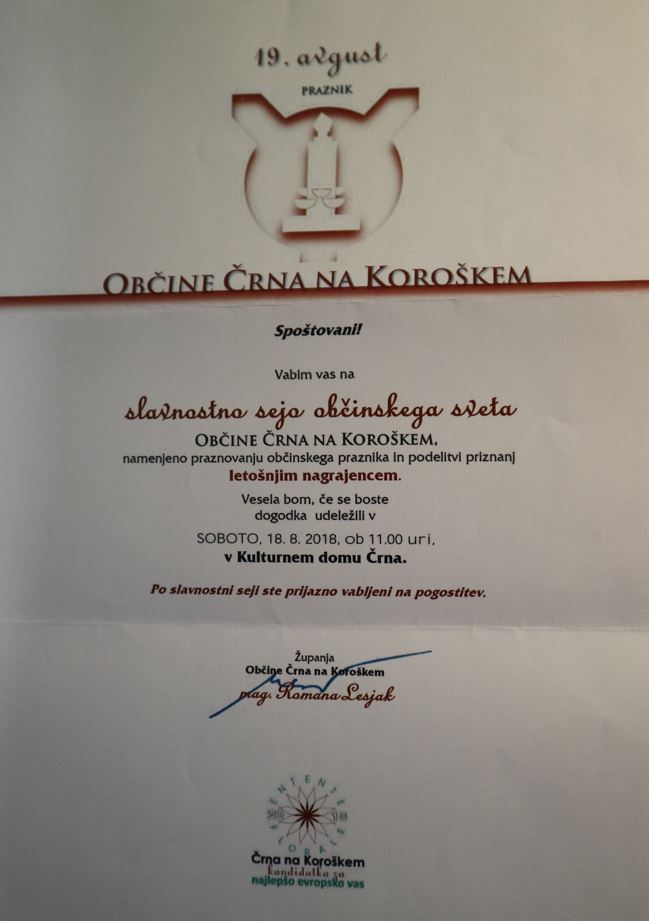 19. avgust
PRAZNIK
OBČINE ČRNA NA KOROŠKEM
Spoštovani!
Vabim vas na
slavnostno sejo občinskega sveta
OBČINE ČRNA NA KOROŠKEM,
namenjeno praznovanju občinskega praznika in podelitvi priznanj
letošnjim nagrajencem.
Vesela bom, če se boste
dogodka udeležili v
SOBOTO, 18. 8. 2018, ob 11.00 uri,
v Kulturnem domu Črna.
Po slavnostni seji ste prijazno vabljeni na pogostitev.
Županja
Občine Črna na Koroškem
mag. Romana Lesjak
ENTENTE
2018
FLORALE
Črna na Koroškem
kandidatka za
najlepšo evropsko vas